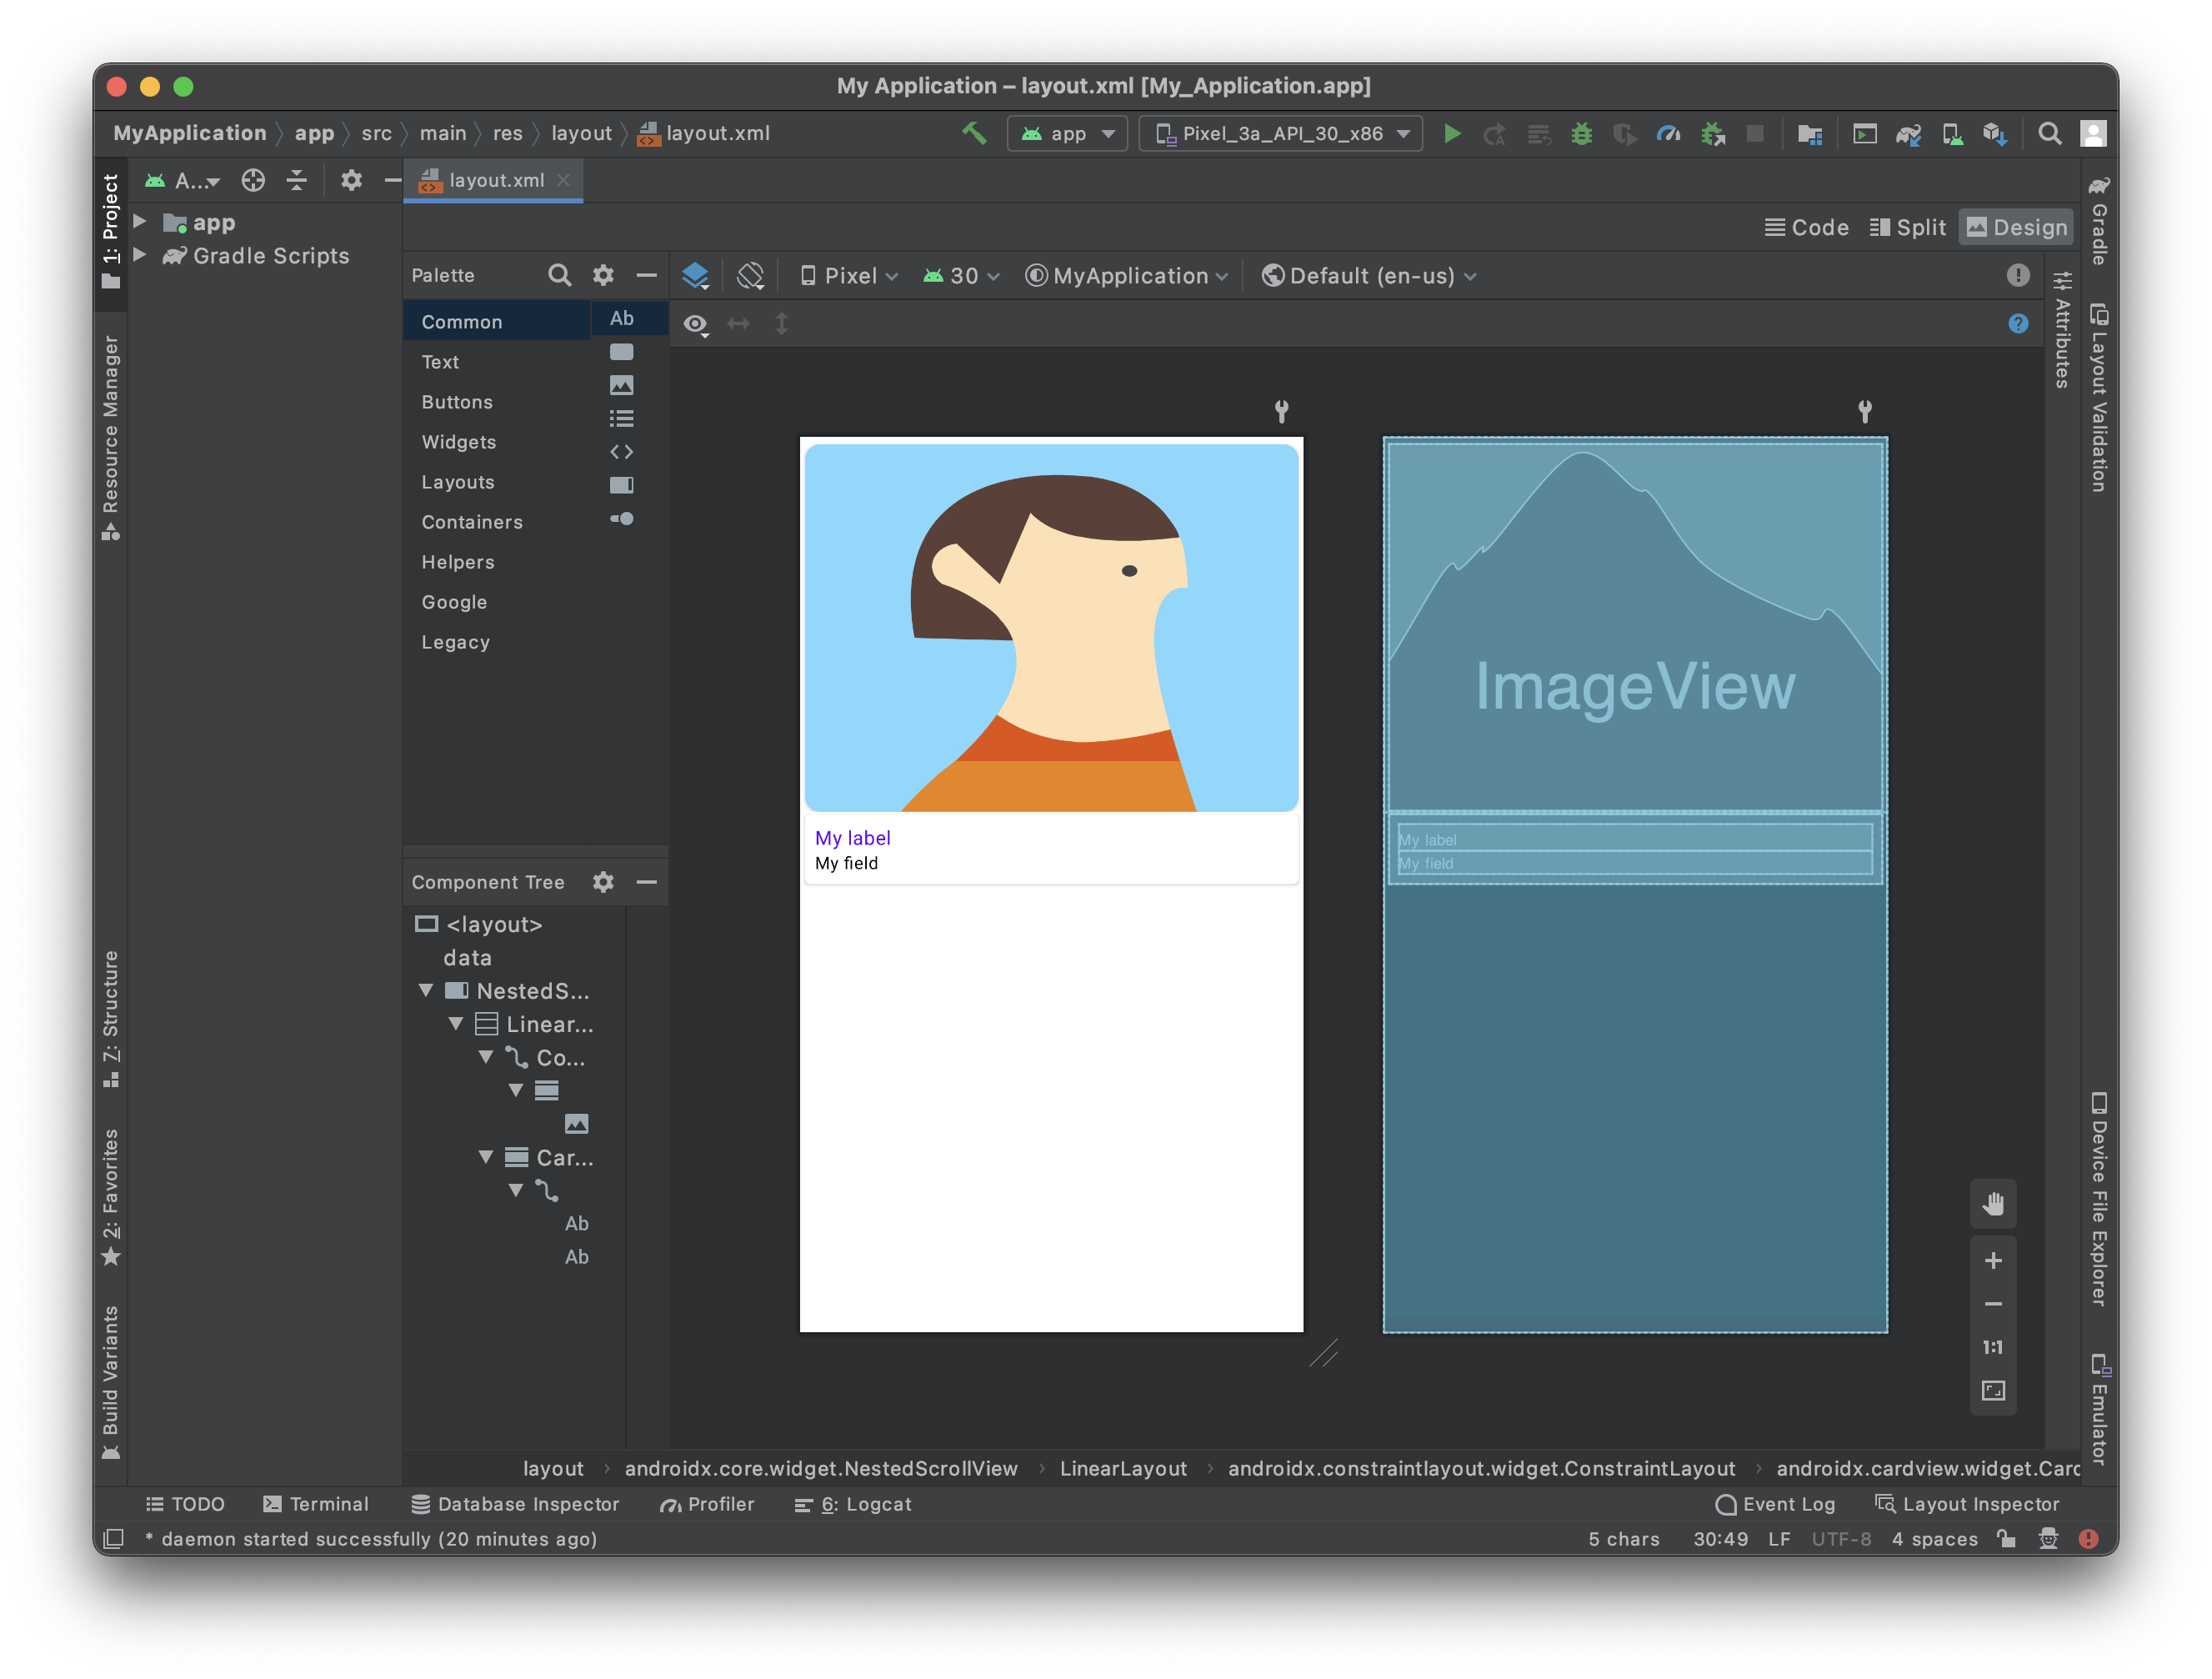 My Application – layout.xml [My_Application.app]
MyApplication app src main res layout layout.xml
app Pixel_3a_API_30_x86
1: Project
Resource Manager
7: Structure
2: Favorites
Build Variants
A...
app
Gradle Scripts
layout.xml
Code Split Design
Palette
Common
Text
Buttons
Widgets
Layouts
Containers
Helpers
Google
Legacy
Ab
Pixel 30 MyApplication Default (en-us)
Component Tree
<layout>
data
NestedS...
Linear...
Co...
Car...
Ab
Ab
My label
My field
ImageView
My label
My field
1:1
Attributes
Gradle
Layout Validation
Device File Explorer
Emulator
layout androidx.core.widget.NestedScrollView LinearLayout androidx.constraintlayout.widget.ConstraintLayout androidx.cardview.widget.Carc
TODO Terminal Database Inspector Profiler 6: Logcat Event Log Layout Inspector
* daemon started successfully (20 minutes ago) 5 chars 30:49 LF UTF-8 4 spaces